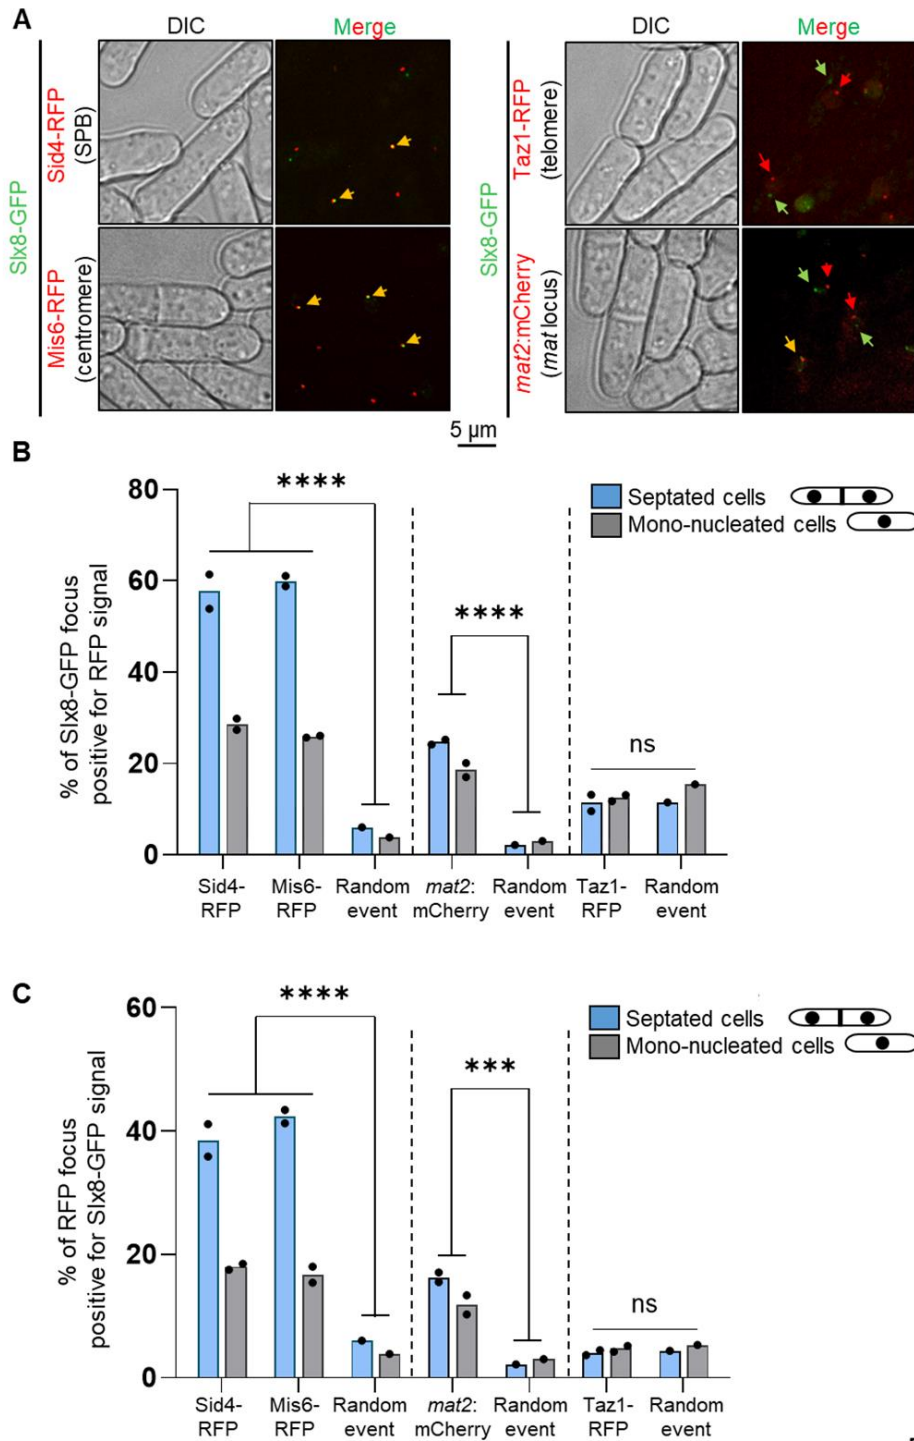 A
DIC
Merge
DIC
Merge
Slx8-GFP
Sid4-RFP
(SPB)
Mis6-RFP
(centromere)
Slx8-GFP
Taz1-RFP
(telomere)
mat2:mCherry
(mat locus)
5 µm
B
% of Slx8-GFP focus
positive for RFP signal
80
60
40
20
0
****
****
ns
Septated cells
Mono-nucleated cells
Sid4-
RFP
Mis6-
RFP
Random
event
mat2:
mCherry
Random
event
Taz1-
RFP
Random
event
C
% of RFP focus
positive for Slx8-GFP signal
60
40
20
0
****
***
ns
Septated cells
Mono-nucleated cells
Sid4-
RFP
Mis6-
RFP
Random
event
mat2:
mCherry
Random
event
Taz1-
RFP
Random
event